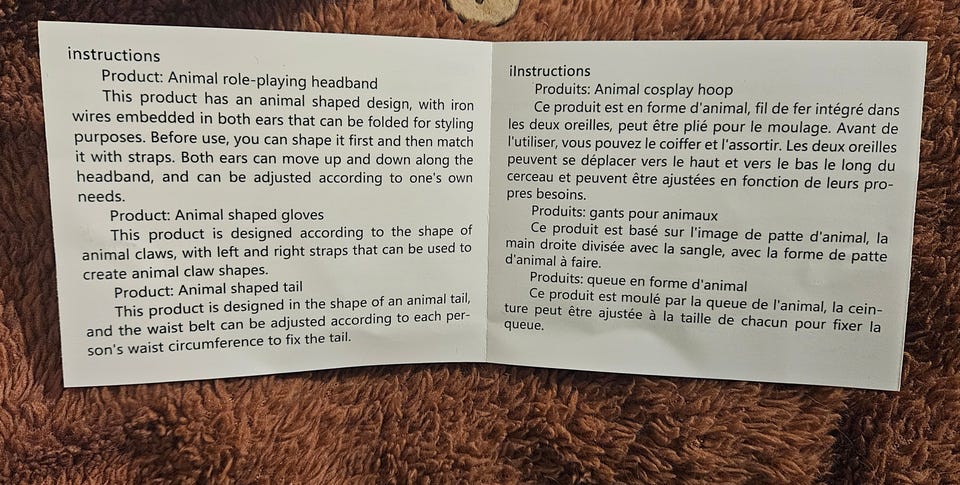 instructions
Product: Animal role-playing headband
This product has an animal shaped design, with iron
wires embedded in both ears that can be folded for styling
purposes. Before use, you can shape it first and then match
it with straps. Both ears can move up and down along the
headband, and can be adjusted according to one's own
needs.
Product: Animal shaped gloves
This product is designed according to the shape of
animal claws, with left and right straps that can be used to
create animal claw shapes.
Product: Animal shaped tail
This product is designed in the shape of an animal tail,
and the waist belt can be adjusted according to each per-
son's waist circumference to fix the tail.
iInstructions
Produits: Animal cosplay hoop
Ce produit est en forme d'animal, fil de fer intégré dans
les deux oreilles, peut être plié pour le moulage. Avant de
l'utiliser, vous pouvez le coiffer et l'assortir. Les deux oreilles
peuvent se déplacer vers le haut et vers le bas le long du
cerceau et peuvent être ajustées en fonction de leurs pro-
pres besoins.
Produits: gants pour animaux
Ce produit est basé sur l'image de patte d'animal, la
main droite divisée avec la sangle, avec la forme de patte
d'animal à faire.
Produits: queue en forme d'animal
Ce produit est moulé par la queue de l'animal, la cein-
ture peut être ajustée à la taille de chacun pour fixer la
queue.